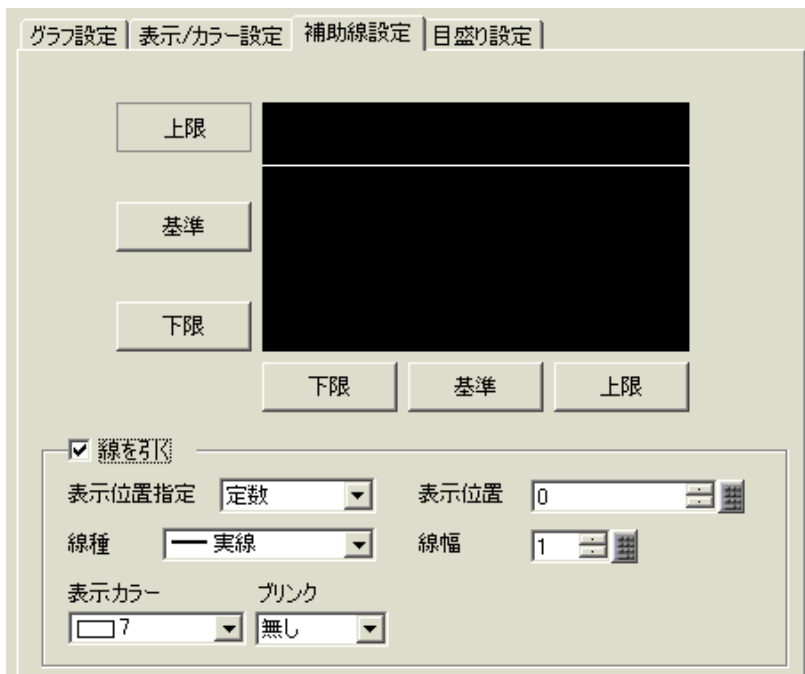 グラフ設定 表示/カラー設定 補助線設定 目盛り設定
上限
基準
下限
下限 基準 上限
線を引く
表示位置指定 定数 表示位置 0
線種 実線 線幅 1
表示カラー ブリンク
7 無し